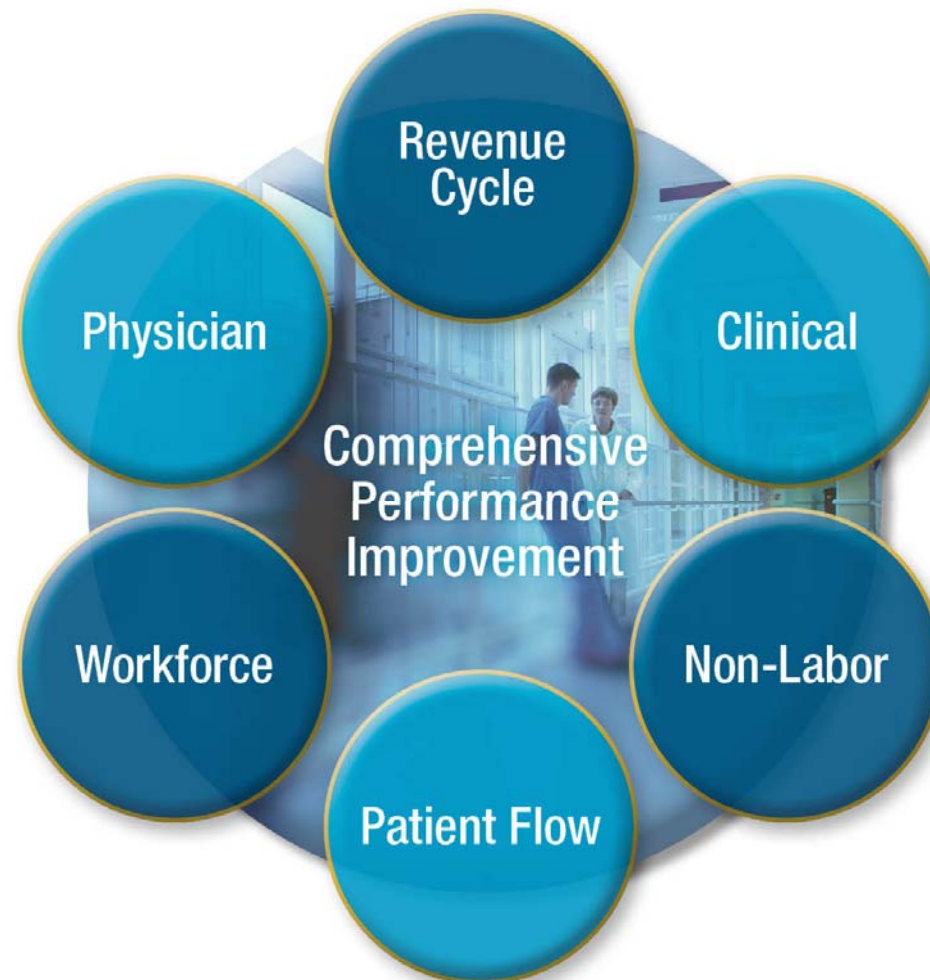 Revenue
Cycle
Physician
Clinical
Comprehensive
Performance
Improvement
Workforce
Non-Labor
Patient Flow